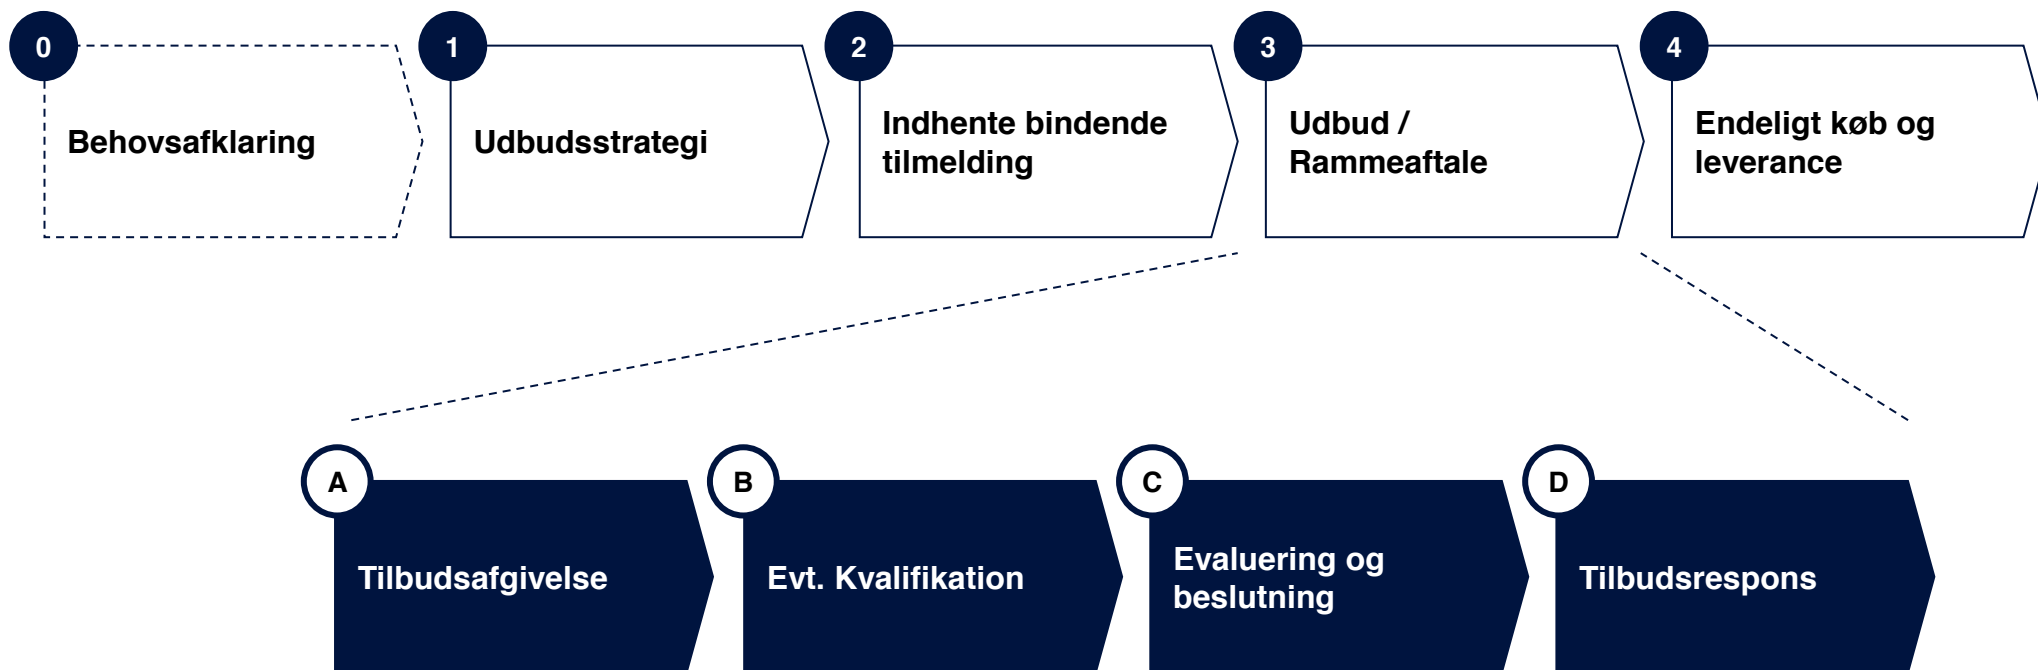 0
Behovsafklaring
1
Udbudsstrategi
2
Indhente bindende
tilmelding
3
Udbud /
Rammeaftale
4
Endeligt køb og
leverance
A
Tilbudsafgivelse
B
Evt. Kvalifikation
C
Evaluering og
beslutning
D
Tilbudsrespons